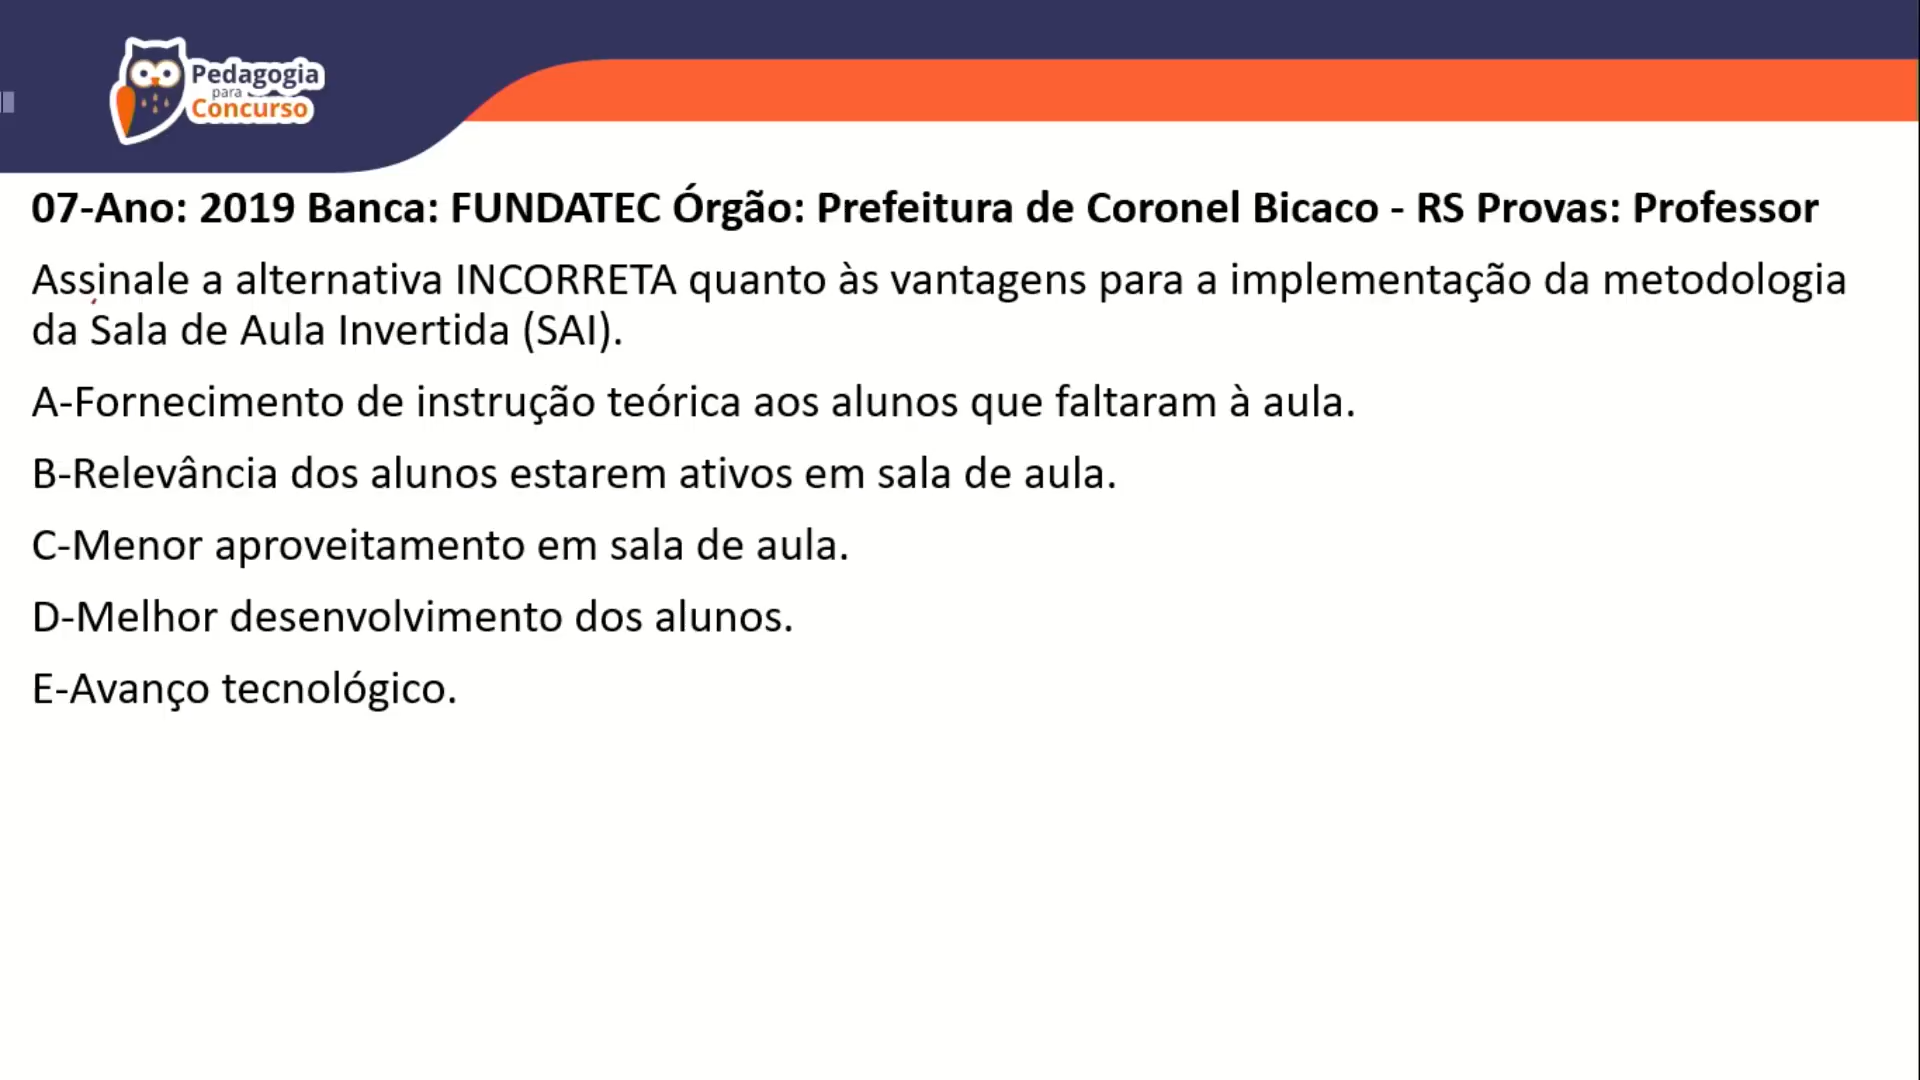 Pedagogia
para
Concurso
07-Ano: 2019 Banca: FUNDATEC Órgão: Prefeitura de Coronel Bicaco - RS Provas: Professor
Assinale a alternativa INCORRETA quanto às vantagens para a implementação da metodologia
da Sala de Aula Invertida (SAI).
A-Fornecimento de instrução teórica aos alunos que faltaram à aula.
B-Relevância dos alunos estarem ativos em sala de aula.
C-Menor aproveitamento em sala de aula.
D-Melhor desenvolvimento dos alunos.
E-Avanço tecnológico.